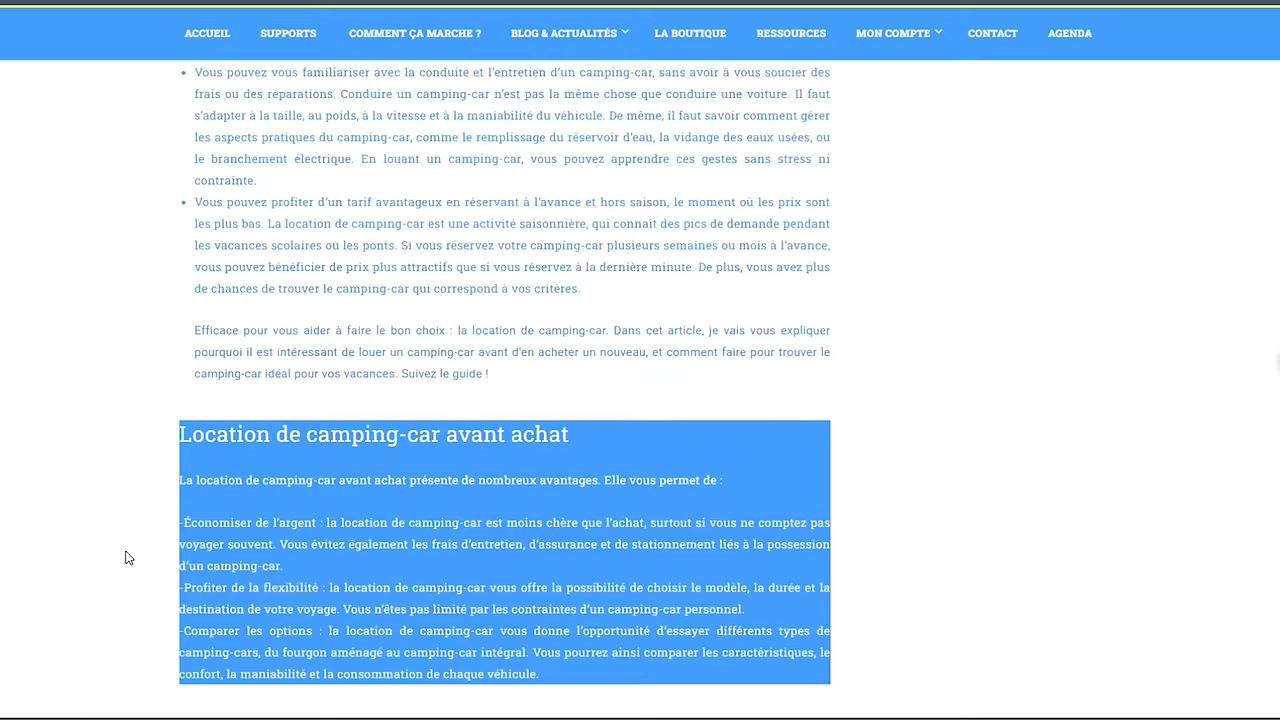 ACCUEIL SUPPORTS COMMENT ÇA MARCHE ? BLOG & ACTUALITÉS LA BOUTIQUE RESSOURCES MON COMPTE CONTACT AGENDA
• Vous pouvez vous familiariser avec la conduite et l'entretien d'un camping-car, sans avoir à vous soucier des
frais ou des réparations. Conduire un camping-car n'est pas la même chose que conduire une voiture. Il faut
s'adapter à la taille, au poids, à la vitesse et à la maniabilité du véhicule. De même, il faut savoir comment gérer
les aspects pratiques du camping-car, comme le remplissage du réservoir d'eau, la vidange des eaux usées, ou
le branchement électrique. En louant un camping-car, vous pouvez apprendre ces gestes sans stress ni
contrainte.
• Vous pouvez profiter d'un tarif avantageux en réservant à l'avance et hors saison, le moment où les prix sont
les plus bas. La location de camping-car est une activité saisonnière, qui connaît des pics de demande pendant
les vacances scolaires ou les ponts. Si vous réservez votre camping-car plusieurs semaines ou mois à l'avance,
vous pouvez bénéficier de prix plus attractifs que si vous réservez à la dernière minute. De plus, vous avez plus
de chances de trouver le camping-car qui correspond à vos critères.
Efficace pour vous aider à faire le bon choix : la location de camping-car. Dans cet article, je vais vous expliquer
pourquoi il est intéressant de louer un camping-car avant d'en acheter un nouveau, et comment faire pour trouver le
camping-car idéal pour vos vacances. Suivez le guide !
Location de camping-car avant achat
La location de camping-car avant achat présente de nombreux avantages. Elle vous permet de :
-Économiser de l'argent : la location de camping-car est moins chère que l'achat, surtout si vous ne comptez pas
voyager souvent. Vous évitez également les frais d'entretien, d'assurance et de stationnement liés à la possession
d'un camping-car.
-Profiter de la flexibilité : la location de camping-car vous offre la possibilité de choisir le modèle, la durée et la
destination de votre voyage. Vous n'êtes pas limité par les contraintes d'un camping-car personnel.
-Comparer les options : la location de camping-car vous donne l'opportunité d'essayer différents types de
camping-cars, du fourgon aménagé au camping-car intégral. Vous pourrez ainsi comparer les caractéristiques, le
confort, la maniabilité et la consommation de chaque véhicule.